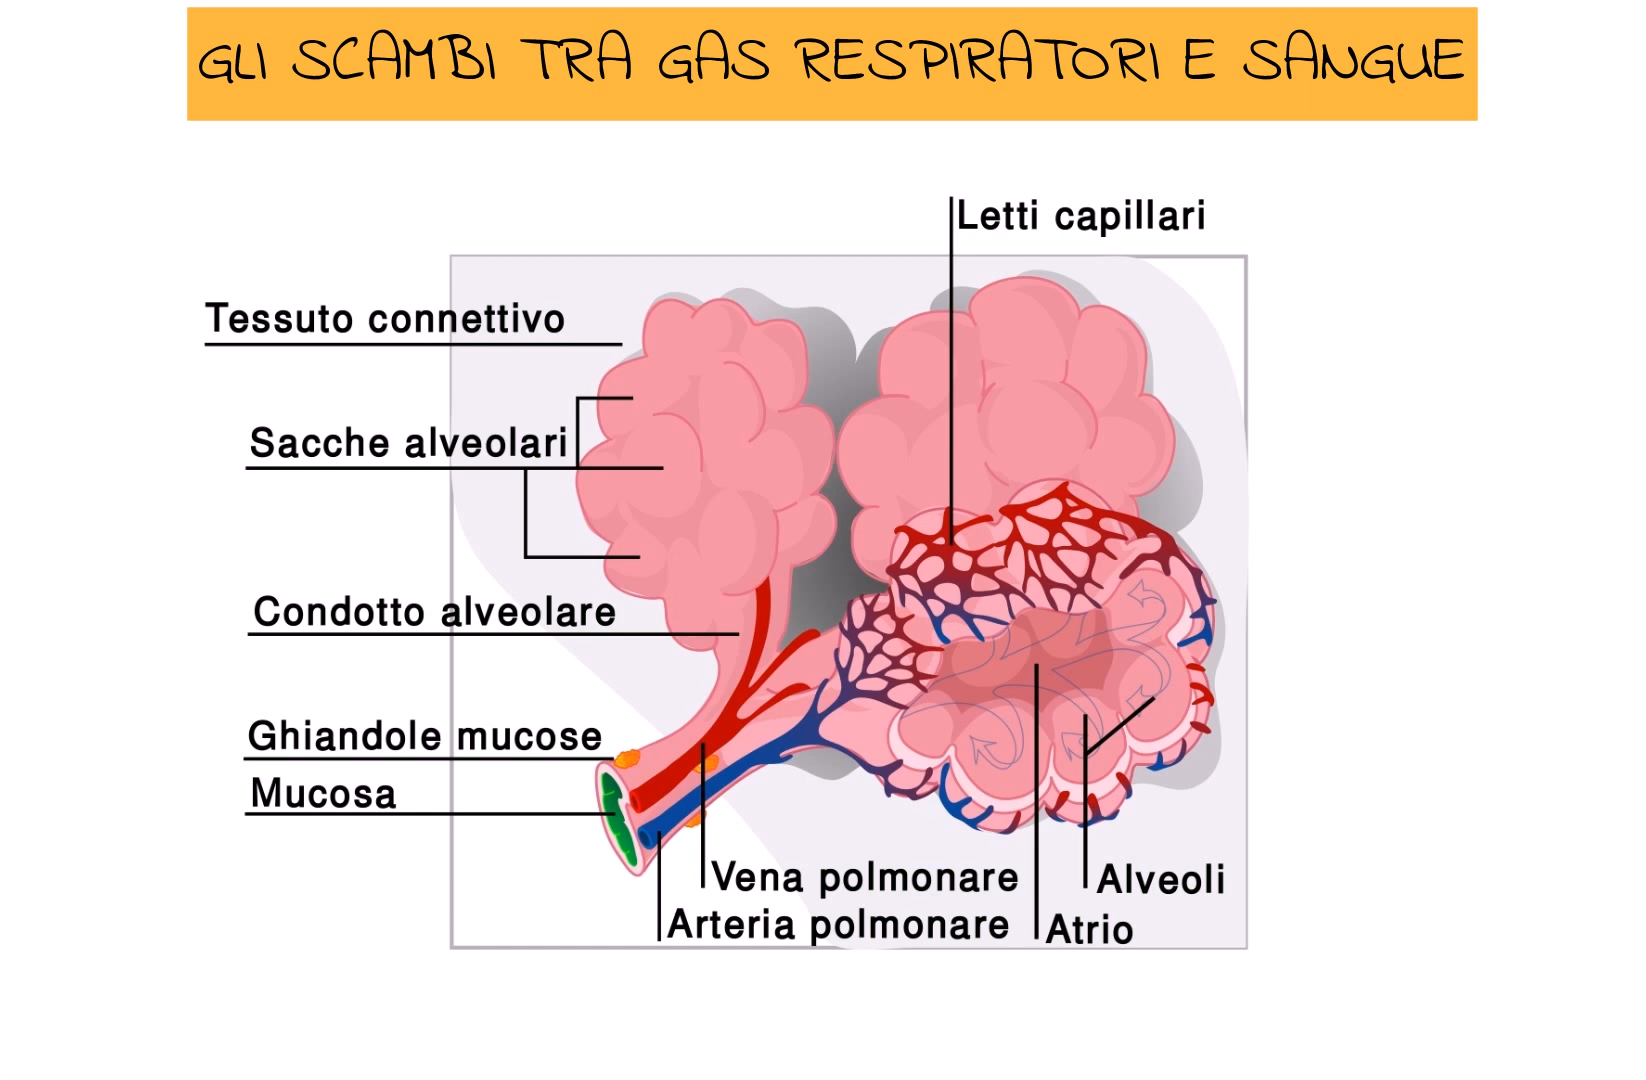 GLI SCAMBI TRA GAS RESPIRATORI E SANGUE
Letti capillari
Tessuto connettivo
Sacche alveolari
Condotto alveolare
Ghiandole mucose
Mucosa
Vena polmonare
Alveoli
Arteria polmonare
Atrio